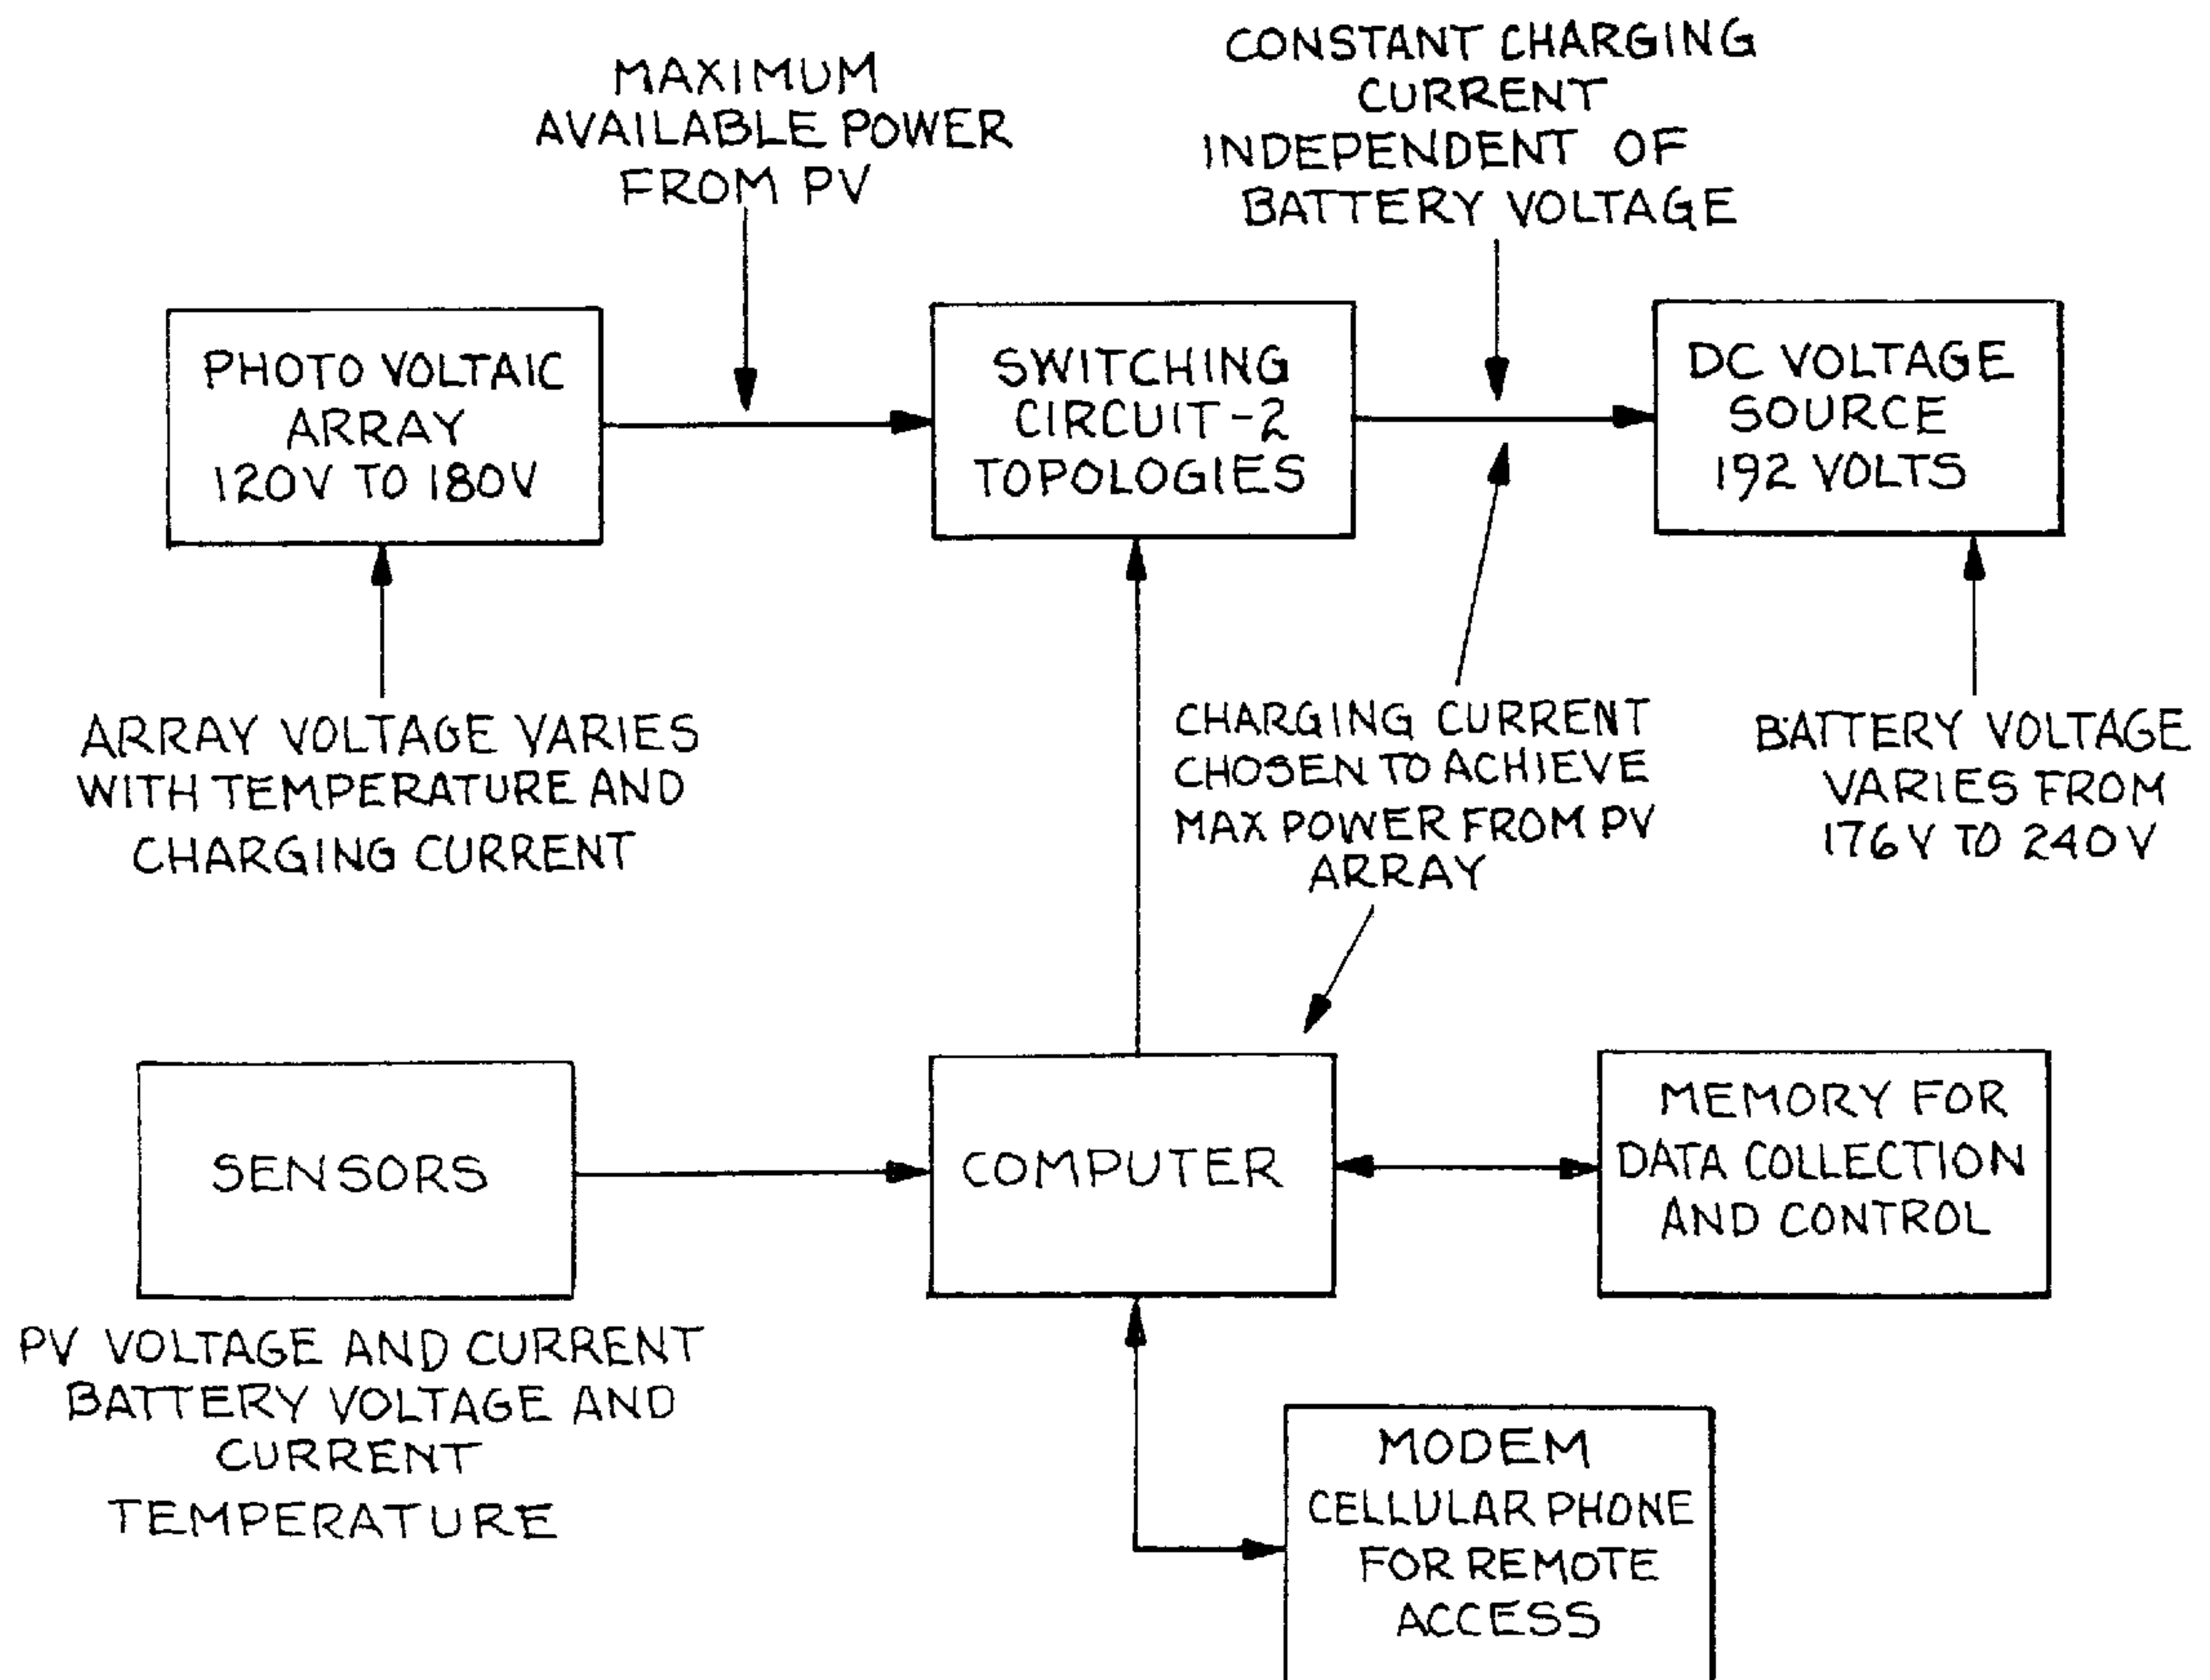 MAXIMUM
AVAILABLE POWER
FROM PV
CONSTANT CHARGING
CURRENT
INDEPENDENT OF
BATTERY VOLTAGE
PHOTO VOLTAIC
ARRAY
120V TO 180V
SWITCHING
CIRCUIT-2
TOPOLOGIES
DC VOLTAGE
SOURCE
192 VOLTS
ARRAY VOLTAGE VARIES
WITH TEMPERATURE AND
CHARGING CURRENT
CHARGING CURRENT
CHOSEN TO ACHIEVE
MAX POWER FROM PV
ARRAY
BATTERY VOLTAGE
VARIES FROM
176V TO 240V
SENSORS
COMPUTER
MEMORY FOR
DATA COLLECTION
AND CONTROL
PV VOLTAGE AND CURRENT
BATTERY VOLTAGE AND
CURRENT
TEMPERATURE
MODEM
CELLULAR PHONE
FOR REMOTE
ACCESS